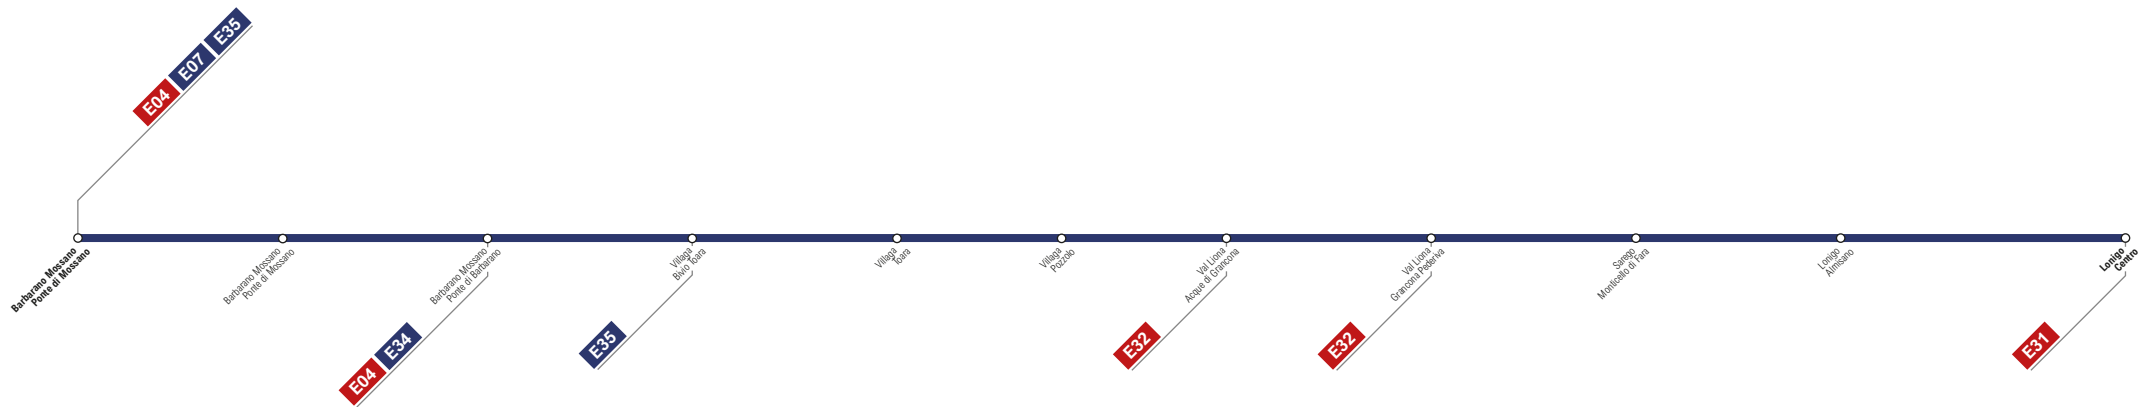 E04 E07 E35
Barbarano Mossano
Ponte di Mossano
Barbarano Mossano
Ponte di Mossano
Barbarano Mossano
Ponte di Barbarano
E04 E34
Villaga
Bivio Toara
E35
Villaga
Toara
Villaga
Pozzolo
Val Liona
Acque di Grancona
E32
Val Liona
Grancona Pederiva
E32
Sarego
Monticello di Fara
Lonigo
Almisano
Lonigo
Centro
E31